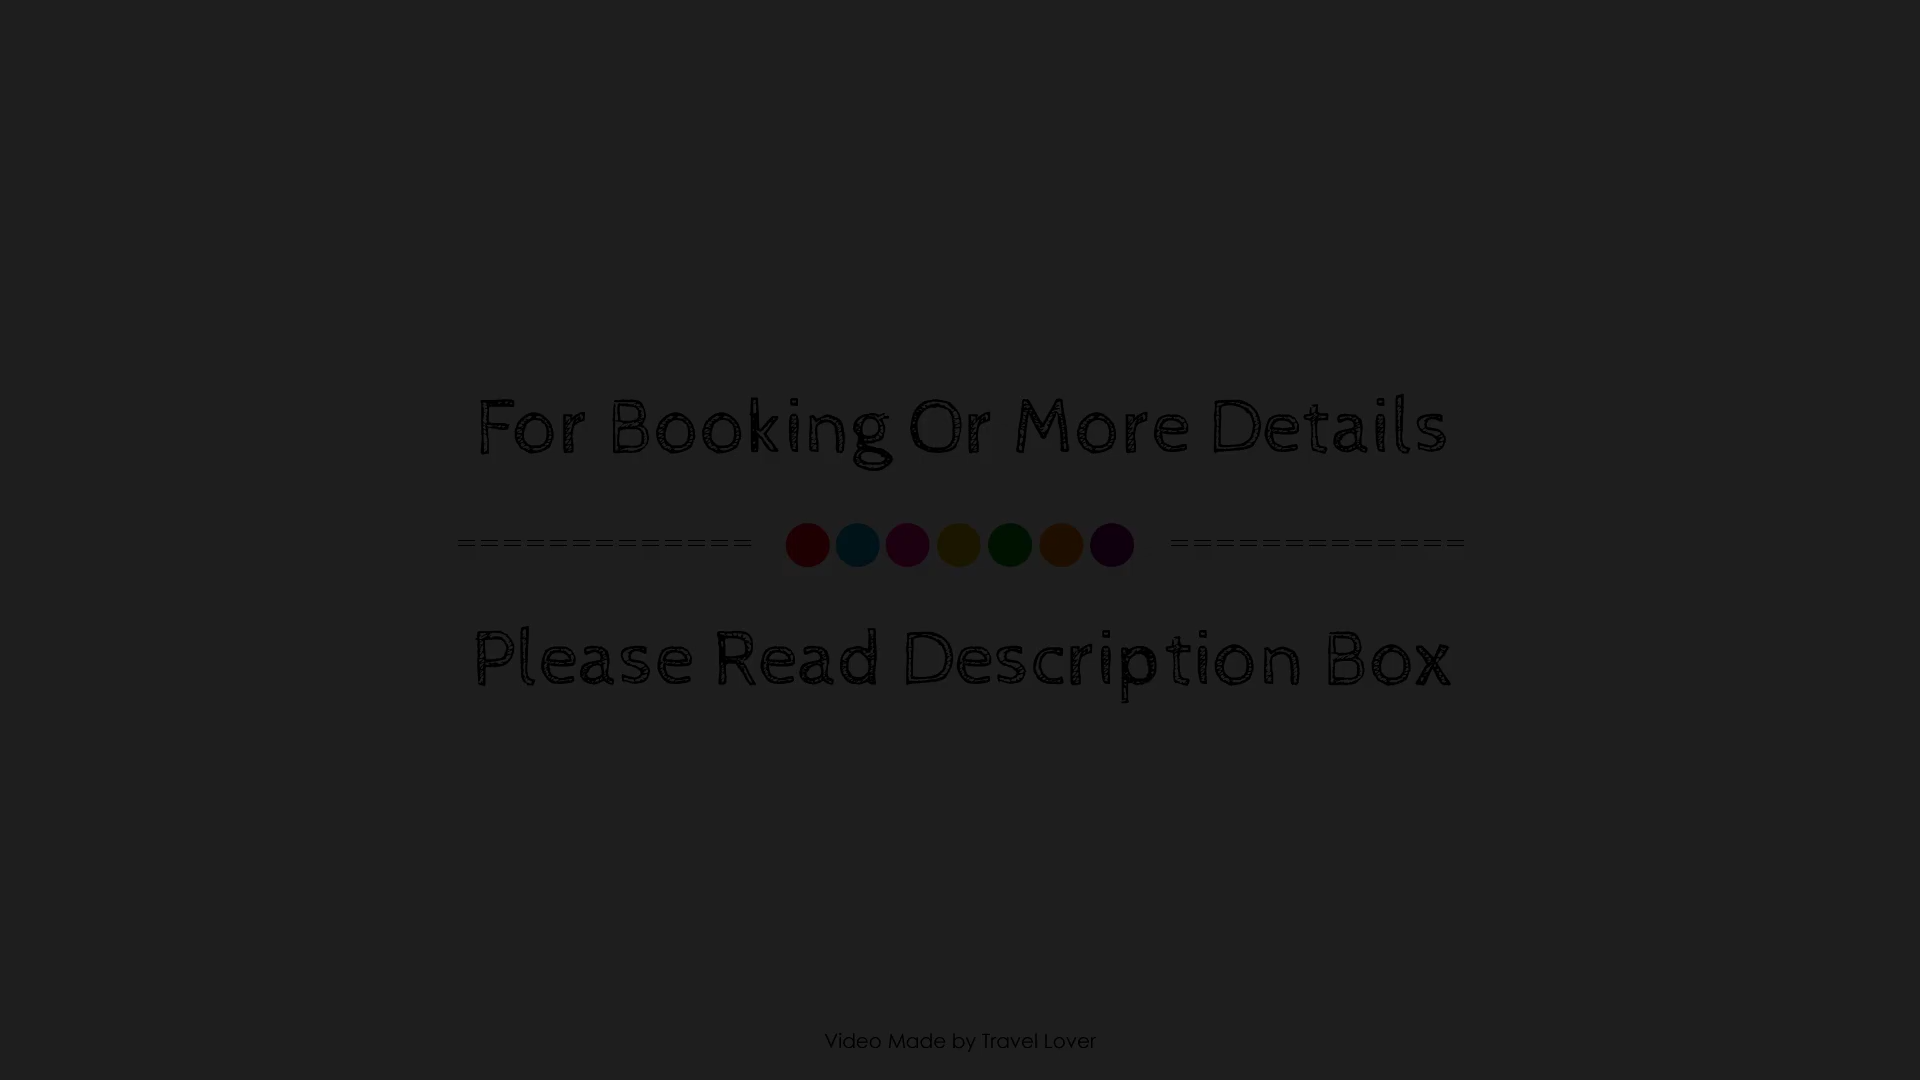 For Booking Or More Details
============= =============
Please Read Description Box
Video Made by Travel Lover